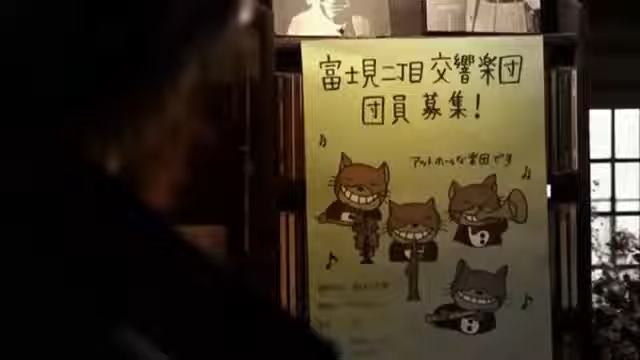 富士見二丁目 交響楽団
団員 募集!
アットホームな楽団です